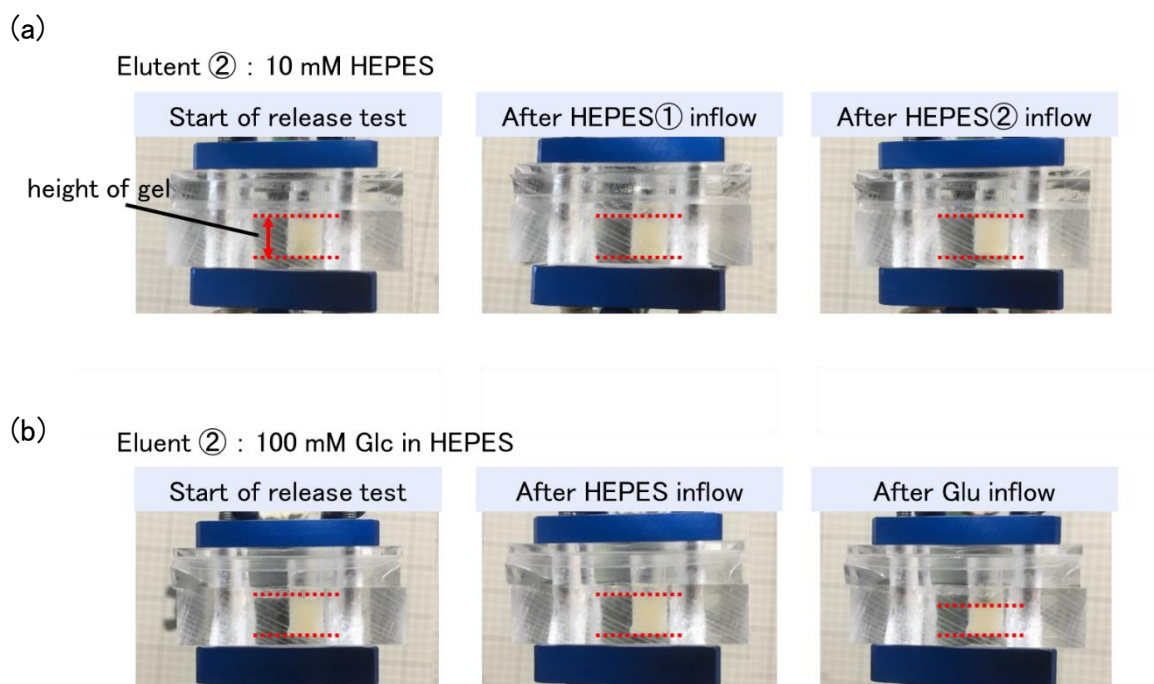 (a)
Elutent ② : 10 mM HEPES
Start of release test
After HEPES① inflow
After HEPES② inflow
height of gel
(b)
Eluent ② : 100 mM Glc in HEPES
Start of release test
After HEPES inflow
After Glu inflow